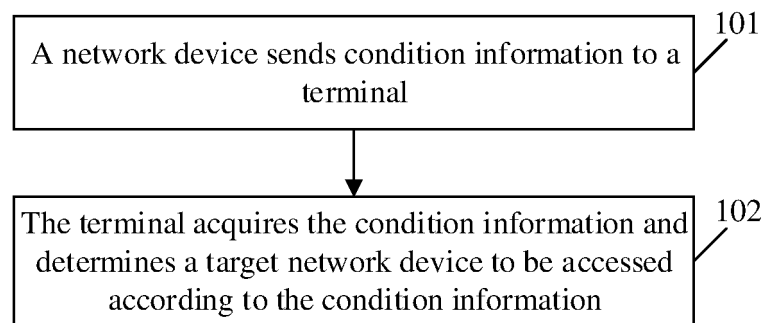 101
A network device sends condition information to a
terminal
102
The terminal acquires the condition information and
determines a target network device to be accessed
according to the condition information